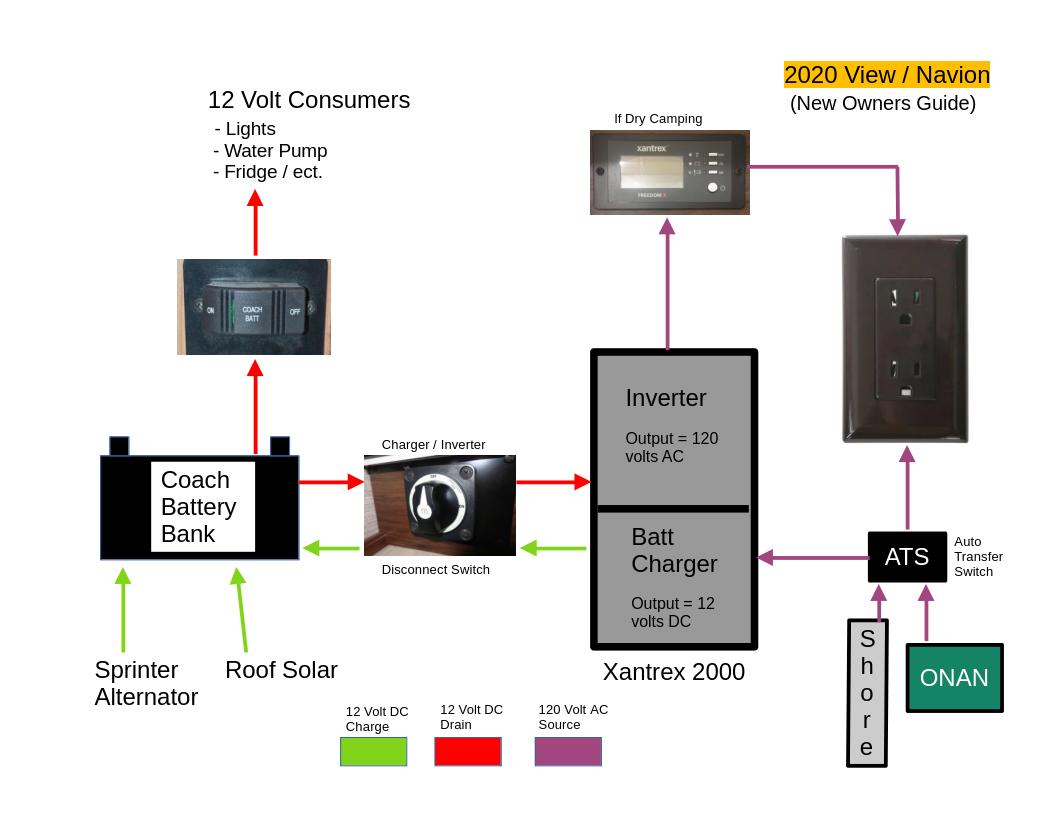 2020 View / Navion
(New Owners Guide)
12 Volt Consumers
- Lights
- Water Pump
- Fridge / ect.
If Dry Camping
xantrex
FREEDOM X
ON
COACH
BATT
OFF
Charger / Inverter
Disconnect Switch
Coach
Battery
Bank
Inverter
Output = 120
volts AC
Batt
Charger
Output = 12
volts DC
Xantrex 2000
ATS
Auto
Transfer
Switch
Shore
ONAN
Sprinter
Alternator
Roof Solar
12 Volt DC
Charge
12 Volt DC
Drain
120 Volt AC
Source